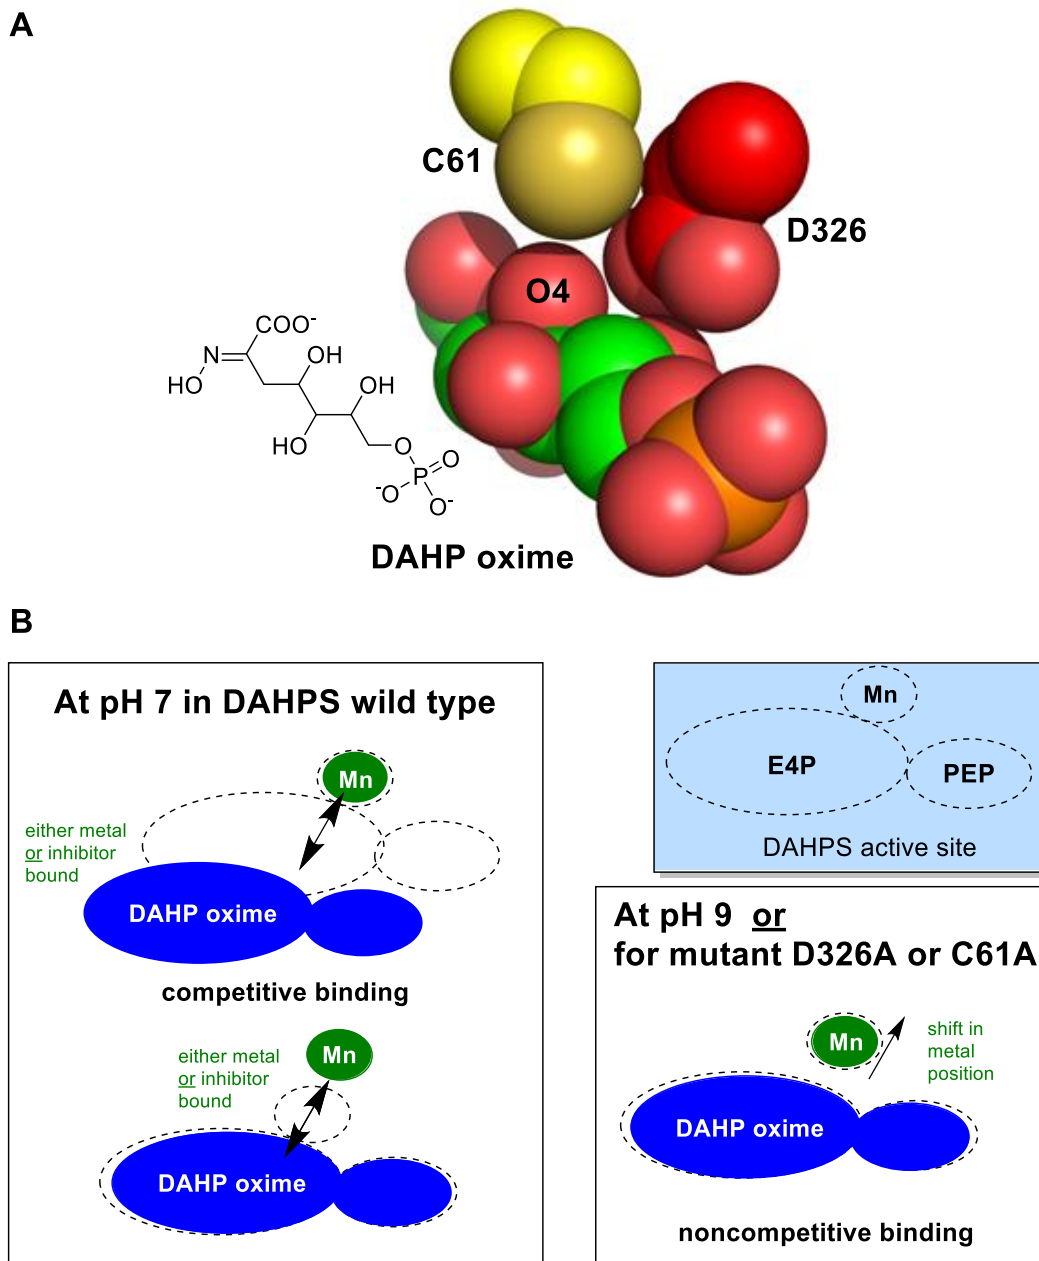 A
C61
D326
O4
COO-
N
OH
HO
OH
HO
O
O
P
-O
O-
DAHP oxime
B
At pH 7 in DAHPS wild type
Mn
either metal
or inhibitor
bound
DAHP oxime
competitive binding
either metal
or inhibitor
bound
Mn
DAHP oxime
Mn
E4P
PEP
DAHPS active site
At pH 9 or
for mutant D326A or C61A
Mn
shift in
metal
position
DAHP oxime
noncompetitive binding